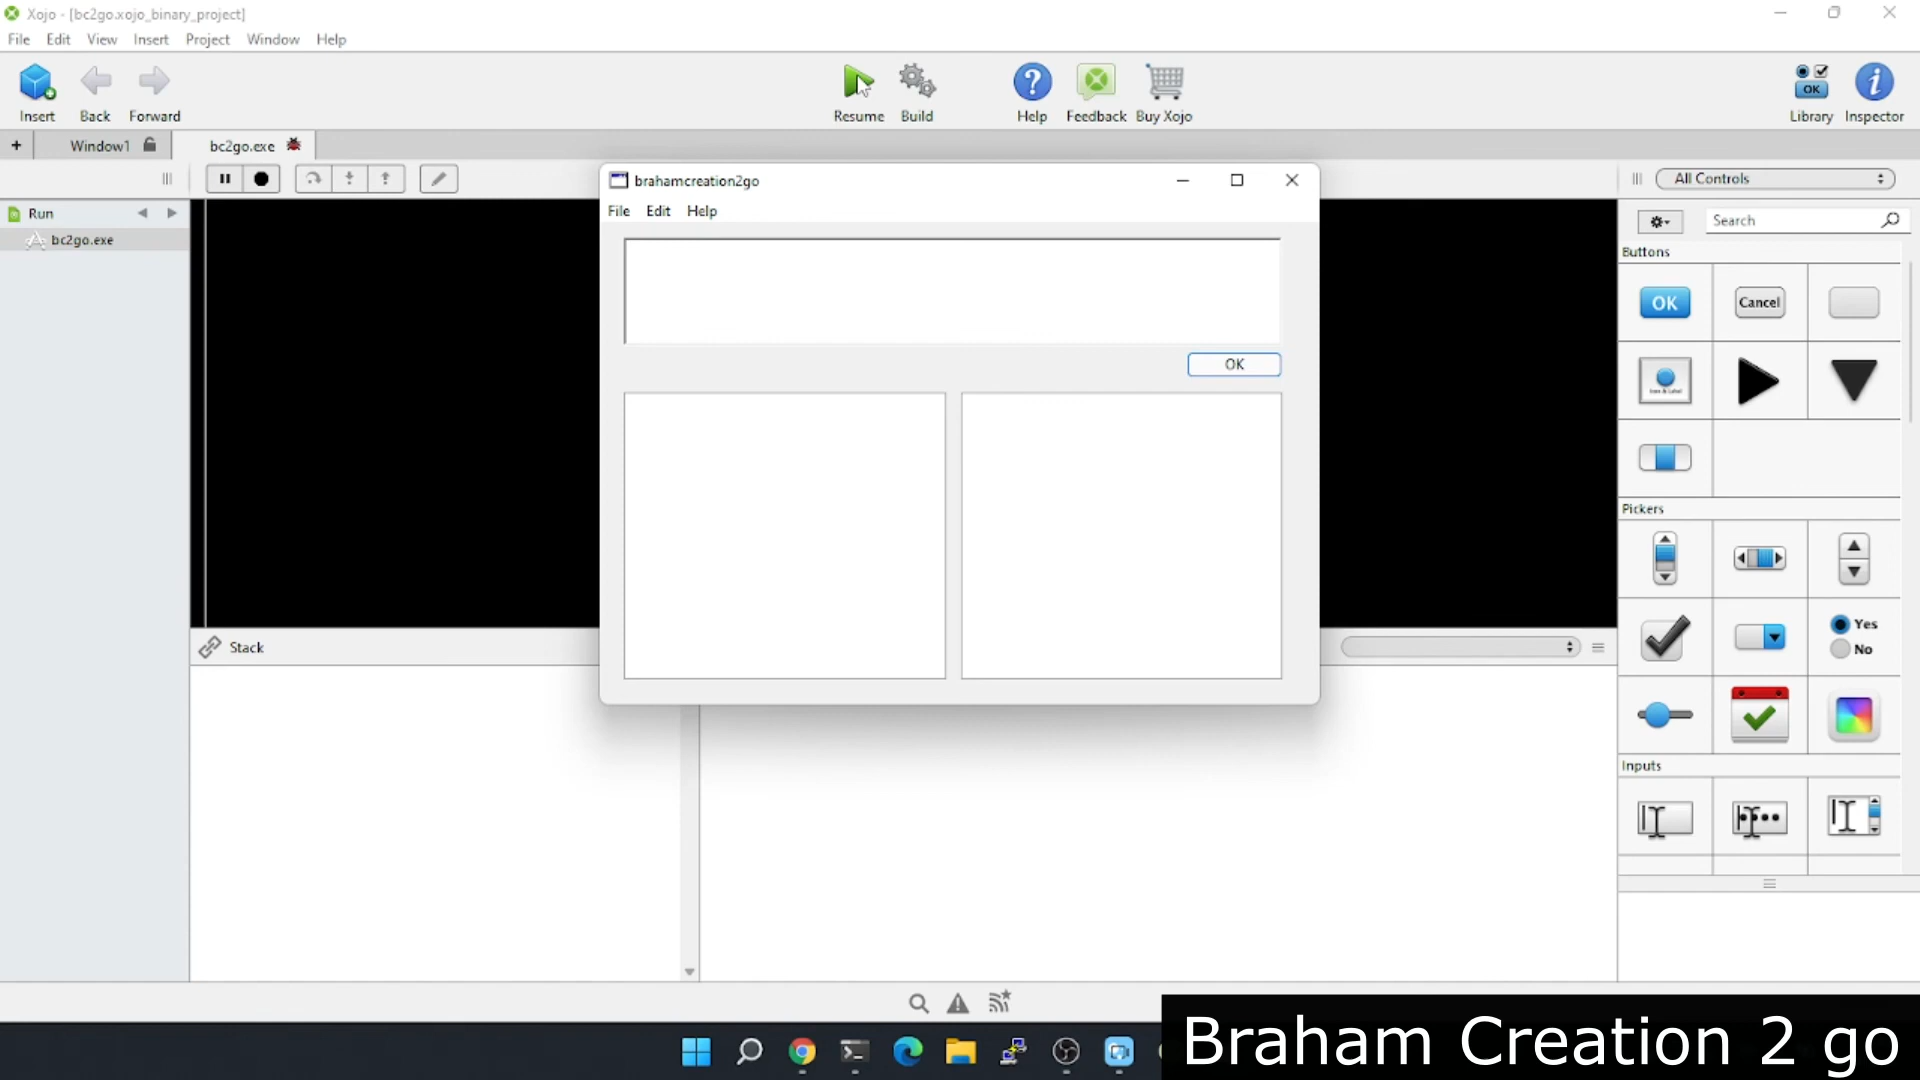 Xojo - [bc2go.xojo_binary_project]
File Edit View Insert Project Window Help
Insert Back Forward Resume Build Help Feedback Buy Xojo Library Inspector
OK
+ Window1 bc2go.exe
brahamcreation2go
All Controls
File Edit Help
Run
Search
bc2go.exe
Buttons
OK Cancel
OK
Pickers
Yes
No
Stack
Inputs
Braham Creation 2 go